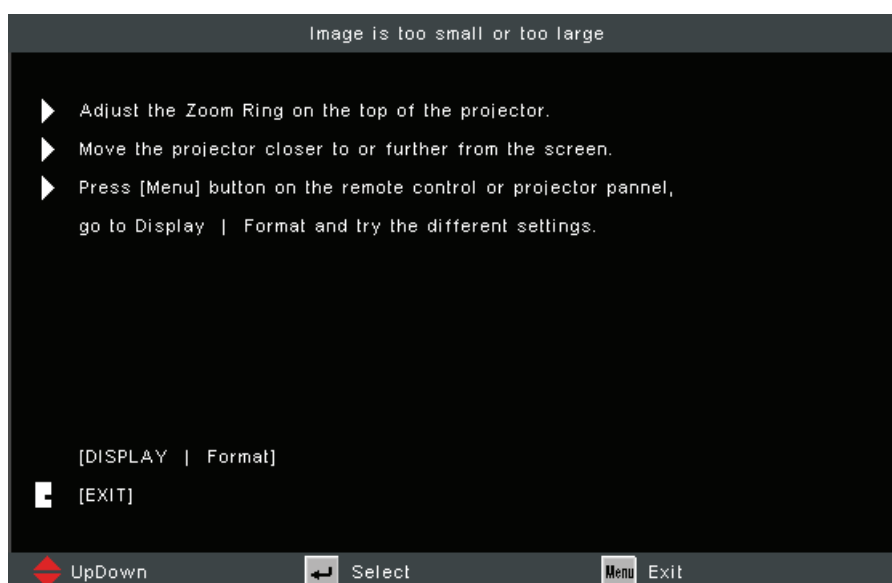 Image is too small or too large
Adjust the Zoom Ring on the top of the projector.
Move the projector closer to or further from the screen.
Press [Menu] button on the remote control or projector pannel,
go to Display | Format and try the different settings.
[DISPLAY | Format]
[EXIT]
UpDown Select Menu Exit